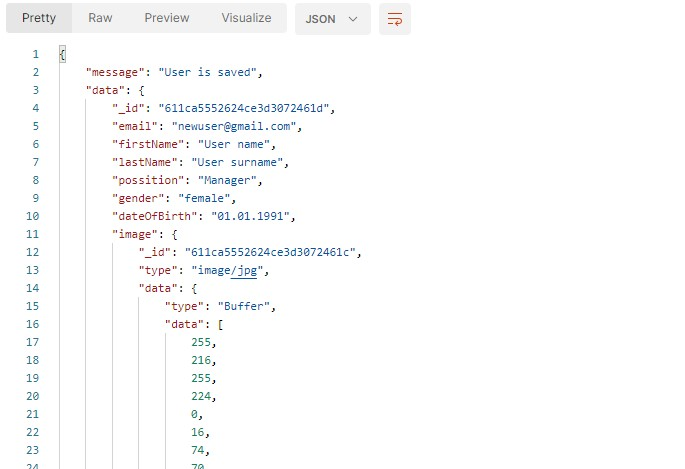 Pretty Raw Preview Visualize JSON
1 {
2 "message": "User is saved",
3 "data": {
4 "_id": "611ca5552624ce3d3072461d",
5 "email": "newuser@gmail.com",
6 "firstName": "User name",
7 "lastName": "User surname",
8 "possition": "Manager",
9 "gender": "female",
10 "dateOfBirth": "01.01.1991",
11 "image": {
12 "_id": "611ca5552624ce3d3072461c",
13 "type": "image/jpg",
14 "data": {
15 "type": "Buffer",
16 "data": [
17 255,
18 216,
19 255,
20 224,
21 0,
22 16,
23 74,
24 70